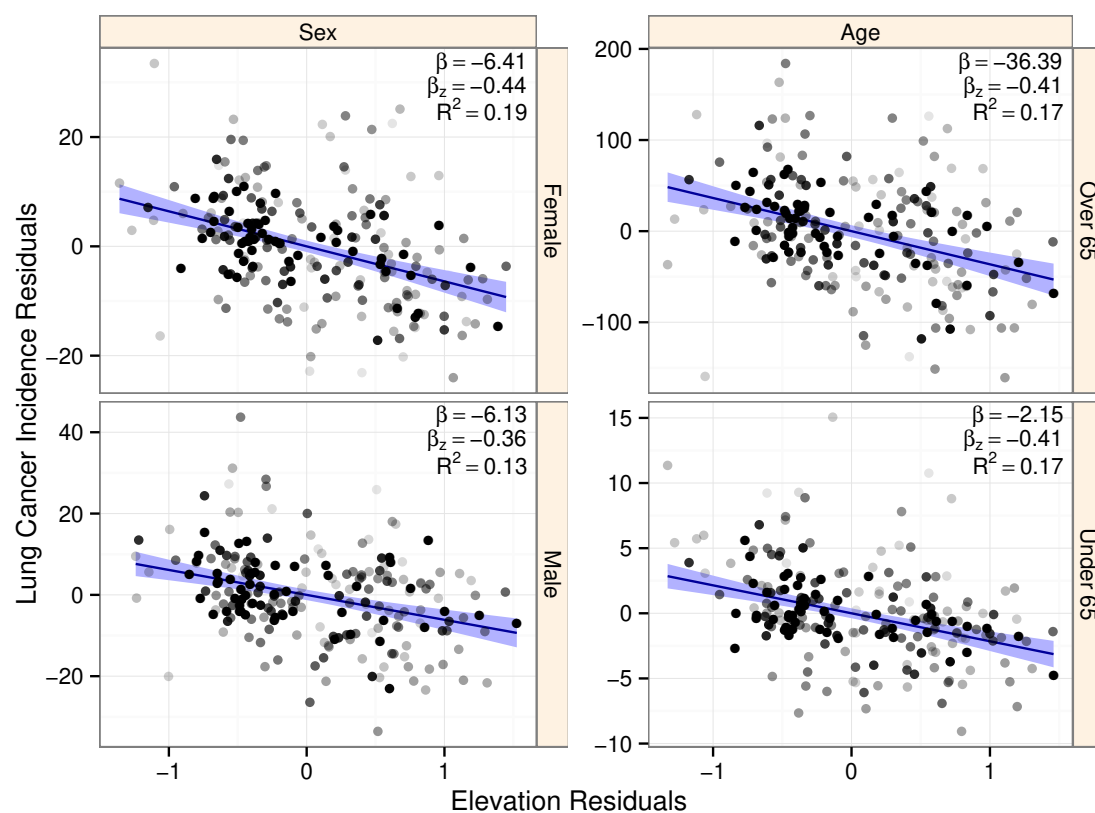 Sex
Age
β = −6.41
βz = −0.44
R² = 0.19
20
0
−20
Female
β = −36.39
βz = −0.41
R² = 0.17
200
100
0
−100
Over 65
β = −6.13
βz = −0.36
R² = 0.13
40
20
0
−20
Male
β = −2.15
βz = −0.41
R² = 0.17
15
10
5
0
−5
−10
Under 65
−1 0 1
−1 0 1
Lung Cancer Incidence Residuals
Elevation Residuals